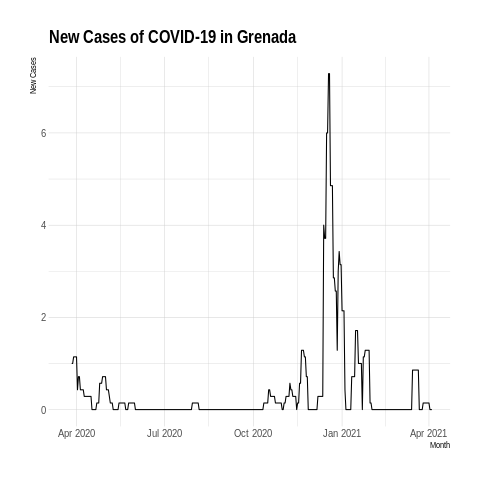 New Cases of COVID-19 in Grenada
New Cases
6
4
2
0
Apr 2020 Jul 2020 Oct 2020 Jan 2021 Apr 2021
Month